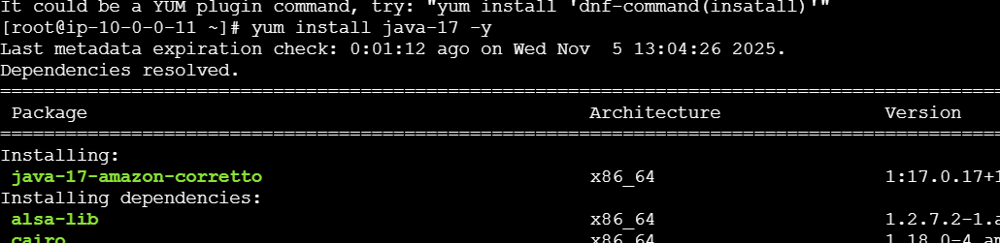 It could be a YUM plugin command, try: "yum install 'dnf-command(insatall)'"
[root@ip-10-0-0-11 ~]# yum install java-17 -y
Last metadata expiration check: 0:01:12 ago on Wed Nov  5 13:04:26 2025.
Dependencies resolved.
================================================================================
Package Architecture Version
================================================================================
Installing:
java-17-amazon-corretto x86_64 1:17.0.17+1
Installing dependencies:
alsa-lib x86_64 1.2.7.2-1.a
cairo x86_64 1.18.0-4.am